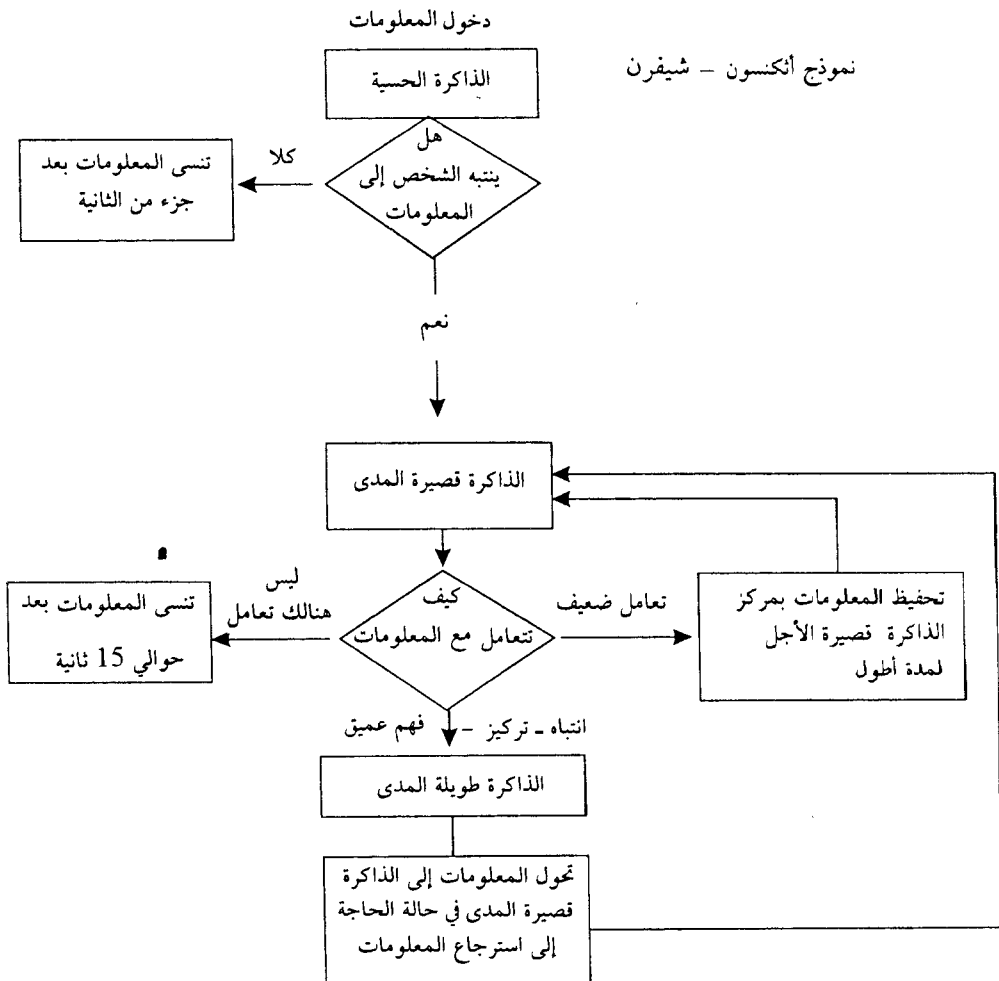 دخول المعلومات
نموذج أتكنسون – شيفرن
الذاكرة الحسية
هل
ينتبه الشخص إلى
المعلومات
كلا
تنسى المعلومات بعد
جزء من الثانية
نعم
الذاكرة قصيرة المدى
كيف
تتعامل مع المعلومات
تعامل ضعيف
تحفيظ المعلومات بمركز
الذاكرة قصيرة الأجل
لمدة أطول
ليس
هنالك تعامل
تنسى المعلومات بعد
حوالي 15 ثانية
انتباه - تركيز - فهم عميق
الذاكرة طويلة المدى
تحول المعلومات إلى الذاكرة
قصيرة المدى في حالة الحاجة
إلى استرجاع المعلومات